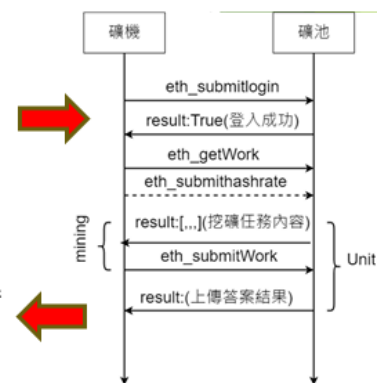 礦機
礦池
eth_submitlogin
result:True(登入成功)
eth_getWork
eth_submithashrate
result:[,,,](挖礦任務內容)
mining
eth_submitWork
Unit
result:(上傳答案結果)